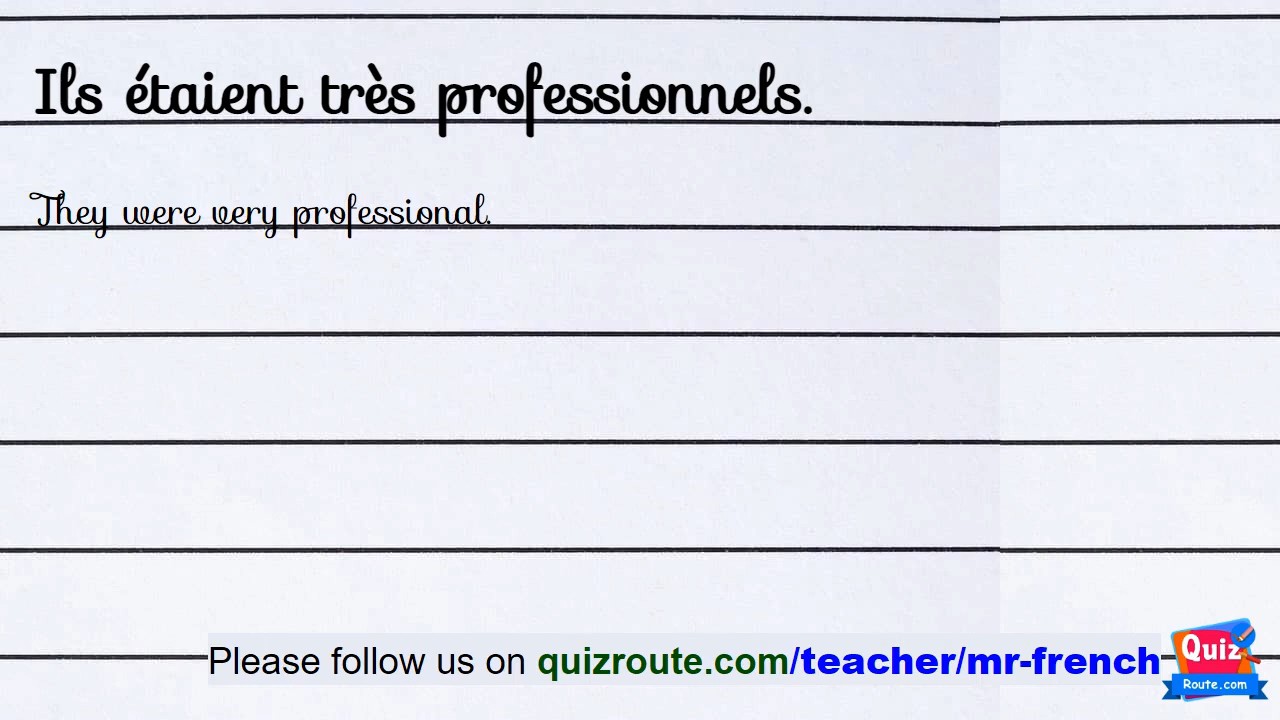 Ils étaient très professionnels.
They were very professional.
Please follow us on quizroute.com/teacher/mr-french
Quiz
Route.com